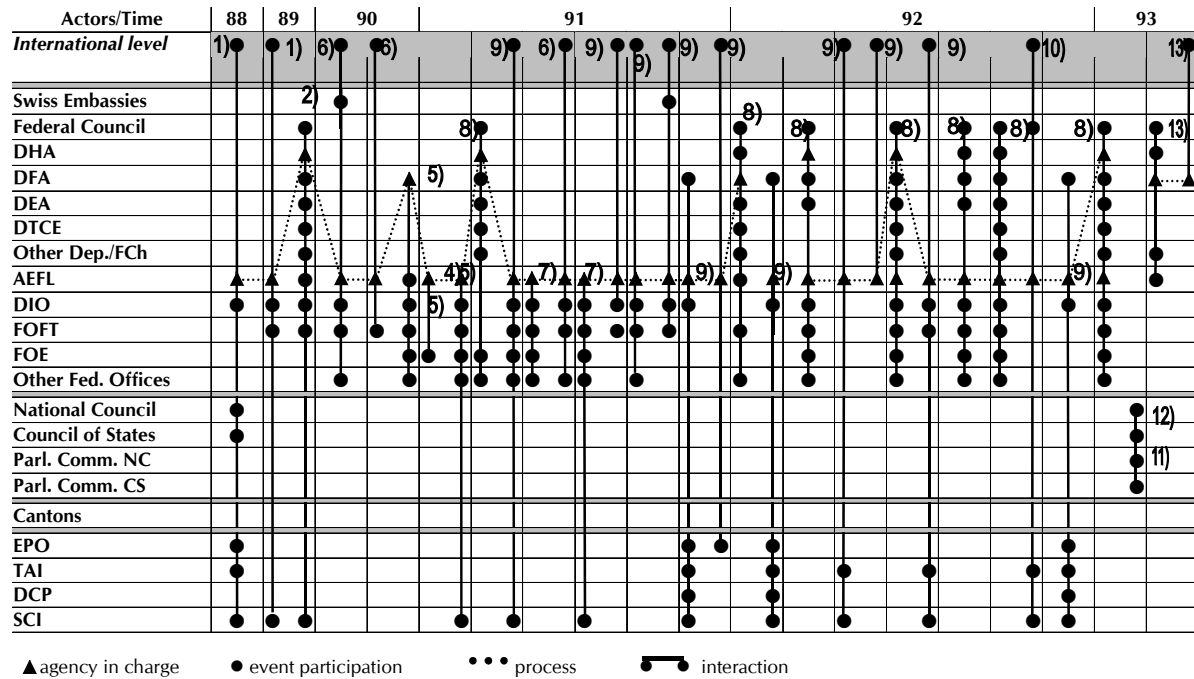 Actors/Time 88 89 90 91 92 93
International level 1) 1) 6) 6) 9) 6) 9) 9) 9) 9) 9) 9) 10) 13)
9)
Swiss Embassies 2)
8)
Federal Council 8) 8) 8) 8) 8) 8) 13)
DHA
DFA 5)
DEA
DTCE
Other Dep./FCh
AEFL 4) 5) 7) 7) 9) 9) 9)
DIO 5)
FOFT
FOE
Other Fed. Offices
National Council 12)
Council of States
Parl. Comm. NC 11)
Parl. Comm. CS
Cantons
EPO
TAI
DCP
SCI
agency in charge event participation process interaction